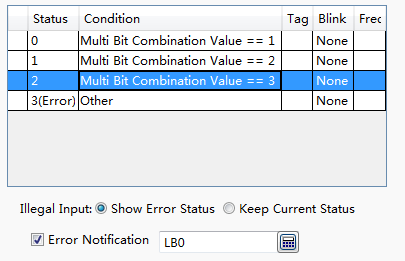 Status Condition Tag Blink Frec
0 Multi Bit Combination Value == 1 None
1 Multi Bit Combination Value == 2 None
2 Multi Bit Combination Value == 3 None
3(Error) Other None
Illegal Input: Show Error Status Keep Current Status
Error Notification LB0